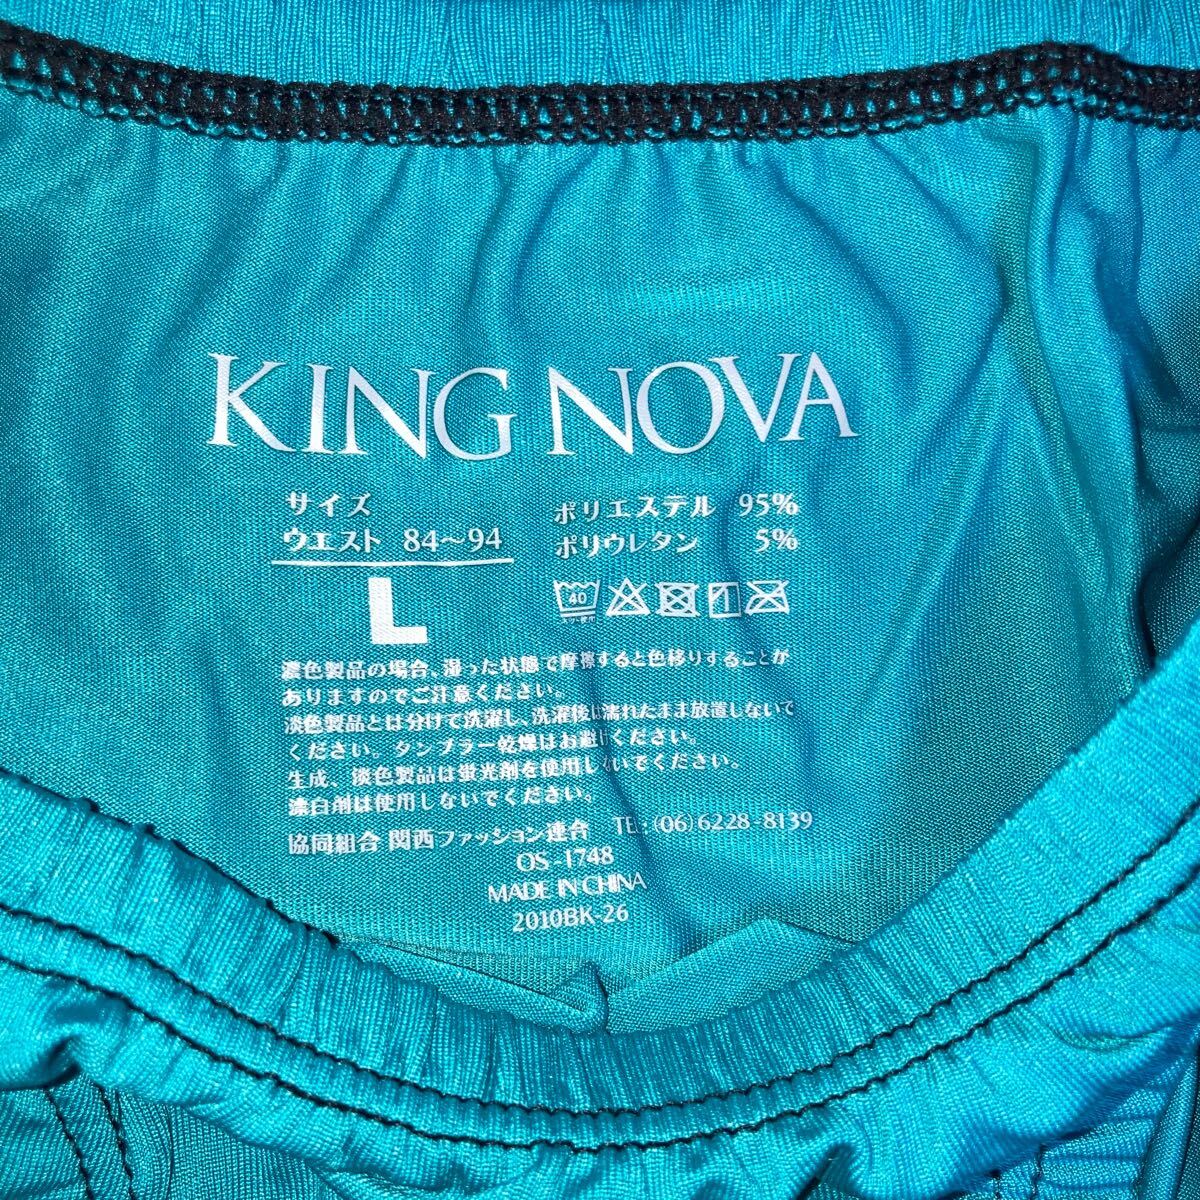 KING NOVA
サイズ
ウエスト 84〜94
L
ポリエステル 95%
ポリウレタン 5%
40
濃色製品の場合、湿った状態で摩擦すると色移りすることが
ありますのでご注意ください。
淡色製品とは分けて洗濯し、洗濯後は濡れたまま放置しないで
ください。タンブラー乾燥はお避けください。
生成、淡色製品は蛍光剤を使用しないでください。
漂白剤は使用しないでください。
協同組合 関西ファッション連合 TEL:(06)6228-8139
OS-1748
MADE IN CHINA
2010BK-26